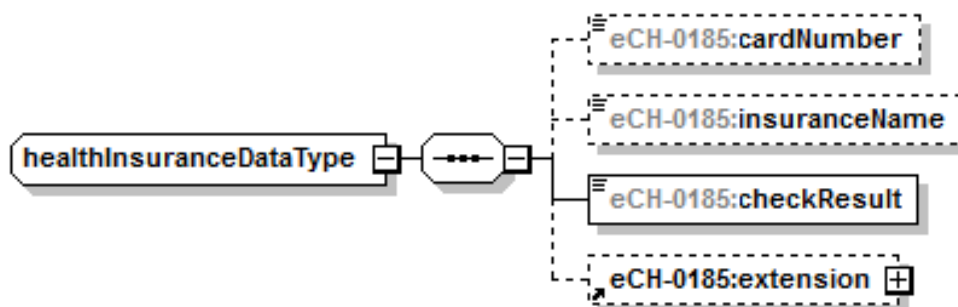 eCH-0185:cardNumber
eCH-0185:insuranceName
healthInsuranceDataType
eCH-0185:checkResult
eCH-0185:extension